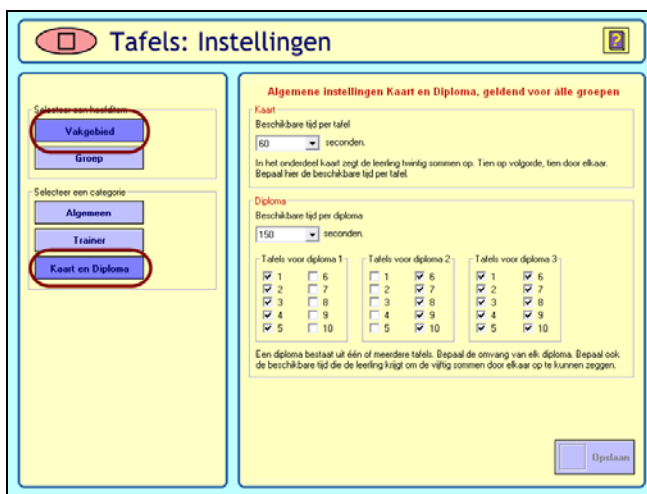 Tafels: Instellingen
Selecteer een hoofditem
Vakgebied
Groep
Selecteer een categorie
Algemeen
Trainer
Kaart en Diploma
Algemene instellingen Kaart en Diploma, geldend voor álle groepen
Kaart
Beschikbare tijd per tafel
60 seconden.
In het onderdeel kaart zegt de leerling twintig sommen op. Tien op volgorde, tien door elkaar.
Bepaal hier de beschikbare tijd per tafel.
Diploma
Beschikbare tijd per diploma
150 seconden.
Tafels voor diploma 1
1 6
2 7
3 8
4 9
5 10
Tafels voor diploma 2
1 6
2 7
3 8
4 9
5 10
Tafels voor diploma 3
1 6
2 7
3 8
4 9
5 10
Een diploma bestaat uit één of meerdere tafels. Bepaal de omvang van elk diploma. Bepaal ook
de beschikbare tijd die de leerling krijgt om de vijftig sommen door elkaar op te kunnen zeggen.
Opslaan